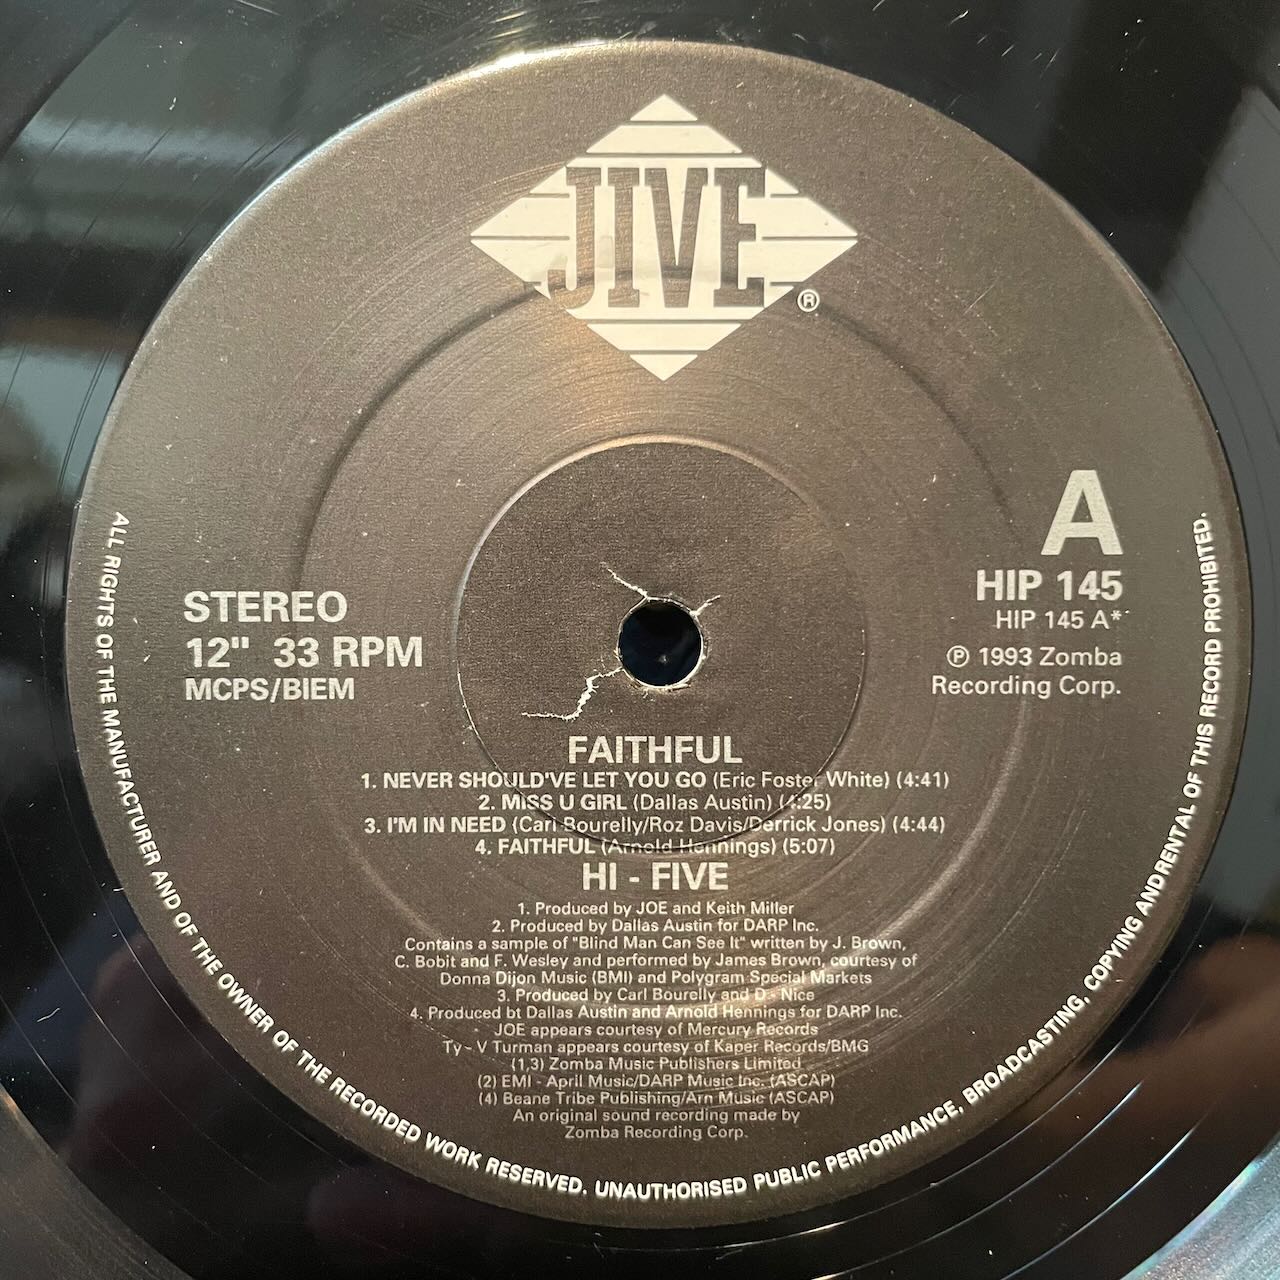 JIVE
®
A
HIP 145
HIP 145 A*
℗ 1993 Zomba
Recording Corp.
STEREO
12" 33 RPM
MCPS/BIEM
FAITHFUL
1. NEVER SHOULD'VE LET YOU GO (Eric Foster White) (4:41)
2. MISS U GIRL (Dallas Austin) (4:25)
3. I'M IN NEED (Carl Bourelly/Roz Davis/Derrick Jones) (4:44)
4. FAITHFUL (Arnold Hennings) (5:07)
HI - FIVE
1. Produced by JOE and Keith Miller
2. Produced by Dallas Austin for DARP Inc.
Contains a sample of "Blind Man Can See It" written by J. Brown,
C. Bobit and F. Wesley and performed by James Brown, courtesy of
Donna Dijon Music (BMI) and Polygram Special Markets
3. Produced by Carl Bourelly and D - Nice
4. Produced bt Dallas Austin and Arnold Hennings for DARP Inc.
JOE appears courtesy of Mercury Records
Ty - V Turman appears courtesy of Kaper Records/BMG
(1,3) Zomba Music Publishers Limited
(2) EMI - April Music/DARP Music Inc. (ASCAP)
(4) Beane Tribe Publishing/Arn Music (ASCAP)
An original sound recording made by
Zomba Recording Corp.
ALL RIGHTS OF THE MANUFACTURER AND OF THE OWNER OF THE RECORDED WORK RESERVED. UNAUTHORISED PUBLIC PERFORMANCE, BROADCASTING, COPYING AND RENTAL OF THIS RECORD PROHIBITED.